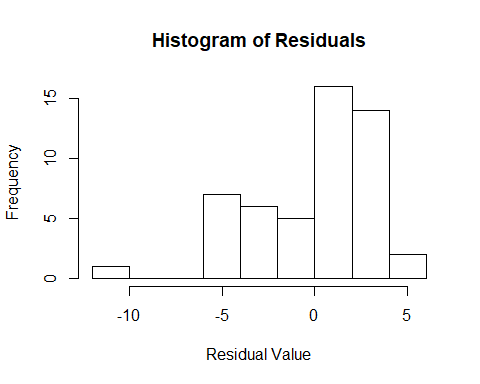 Histogram of Residuals
Frequency
15
10
5
0
-10 -5 0 5
Residual Value